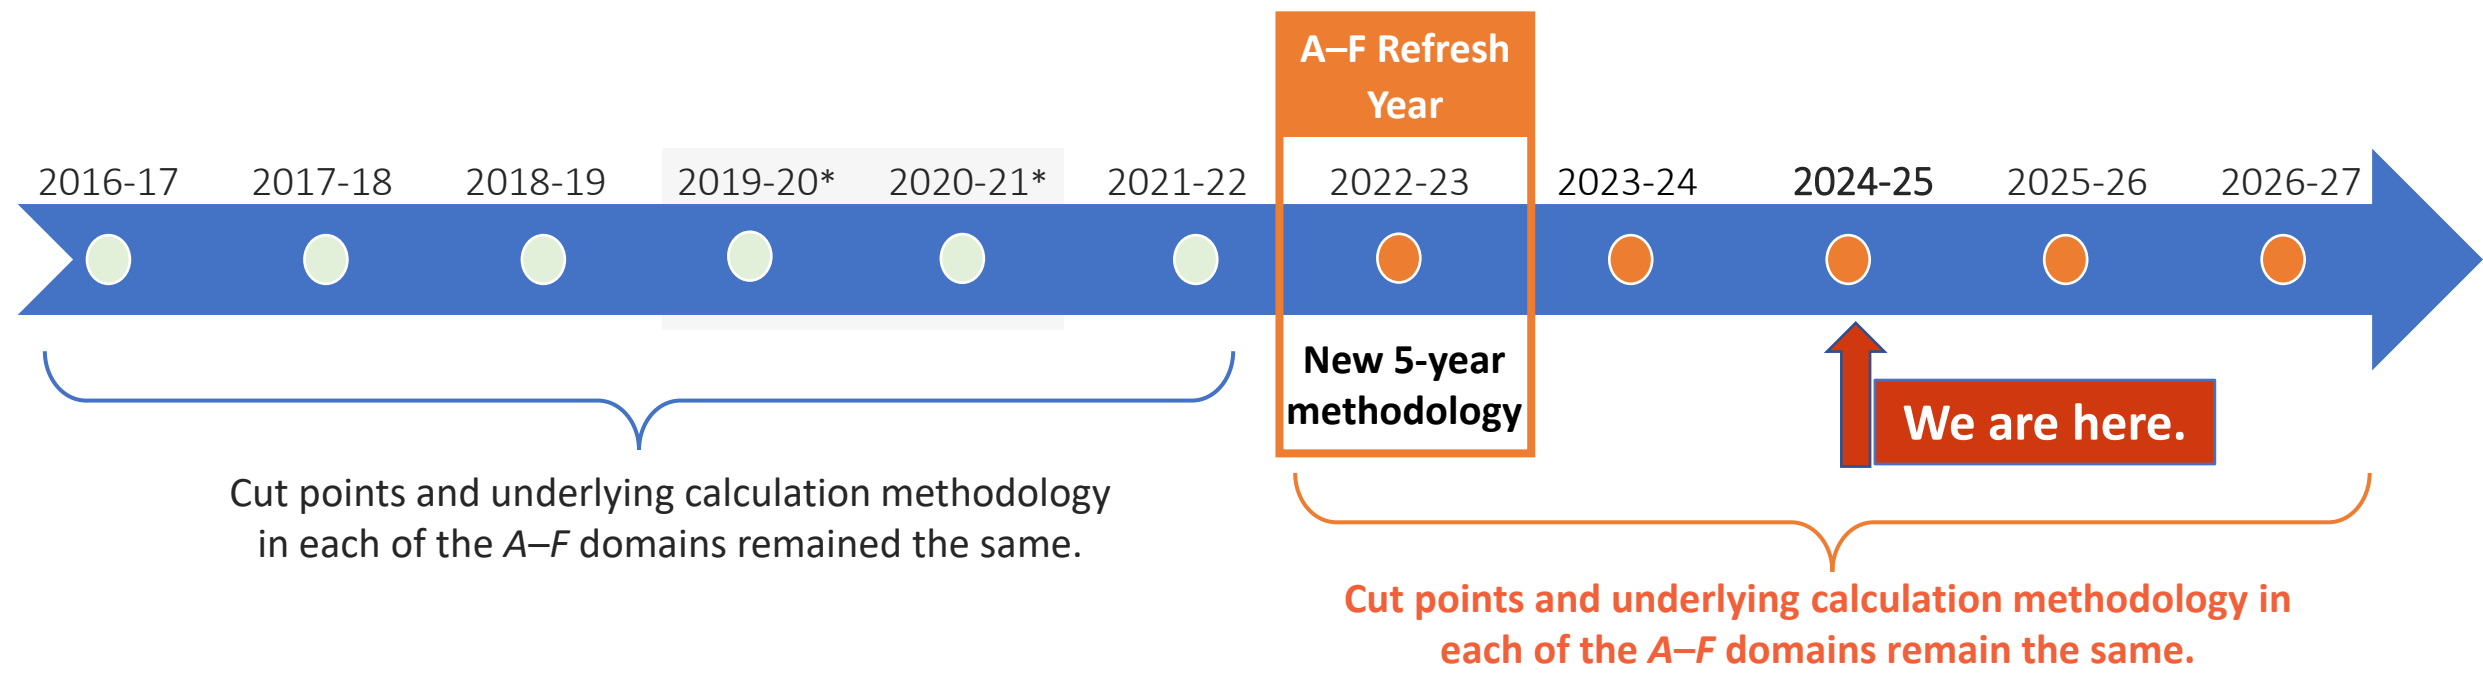 A–F Refresh
Year
2016-17 2017-18 2018-19 2019-20* 2020-21* 2021-22 2022-23 2023-24 2024-25 2025-26 2026-27
New 5-year
methodology
We are here.
Cut points and underlying calculation methodology
in each of the A–F domains remained the same.
Cut points and underlying calculation methodology in
each of the A–F domains remain the same.